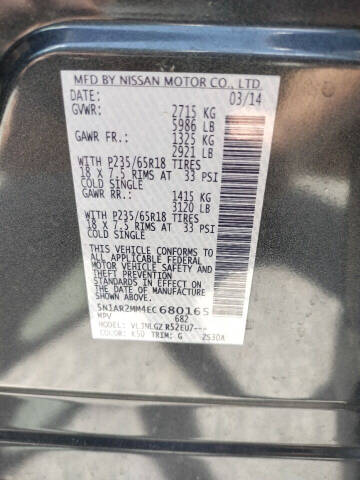 MFD BY NISSAN MOTOR CO., LTD.
DATE: 03/14
GVWR: 2715 KG
5986 LB
GAWR FR.: 1325 KG
2921 LB
WITH P235/65R18 TIRES
18 X 7.5 RIMS AT 33 PSI
COLD SINGLE
GAWR RR.: 1415 KG
3120 LB
WITH P235/65R18 TIRES
18 X 7.5 RIMS AT 33 PSI
COLD SINGLE
THIS VEHICLE CONFORMS TO
ALL APPLICABLE FEDERAL
MOTOR VEHICLE SAFETY AND
THEFT PREVENTION STANDARDS
IN EFFECT ON THE DATE OF
MANUFACTURE SHOWN ABOVE.
5N1AR2MM4EC680165
MPV 682
MODEL: VLJNLGZ R52EU7---
COLOR: K50 TRIM: G 2530A